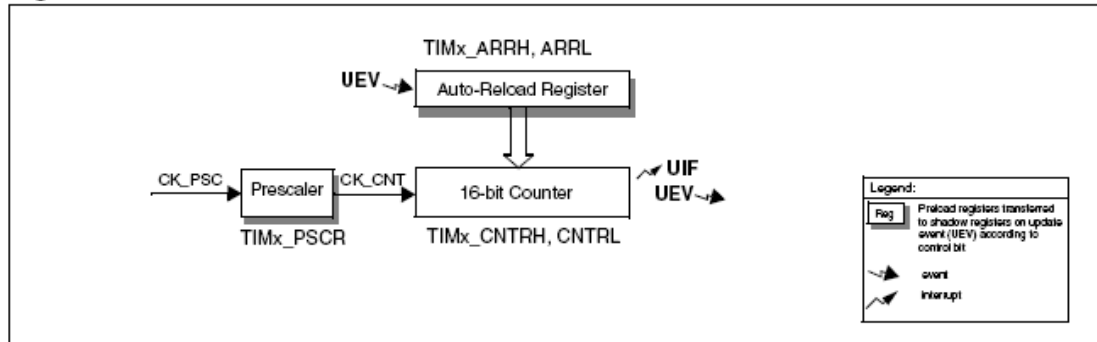 TIMx_ARRH, ARRL
UEV
Auto-Reload Register
CK_PSC
Prescaler
CK_CNT
16-bit Counter
UIF
UEV
TIMx_PSCR
TIMx_CNTRH, CNTRL
Legend:
Reg
Preload registers transferred
to shadow registers on update
event (UEV) according to
control bit
event
interrupt